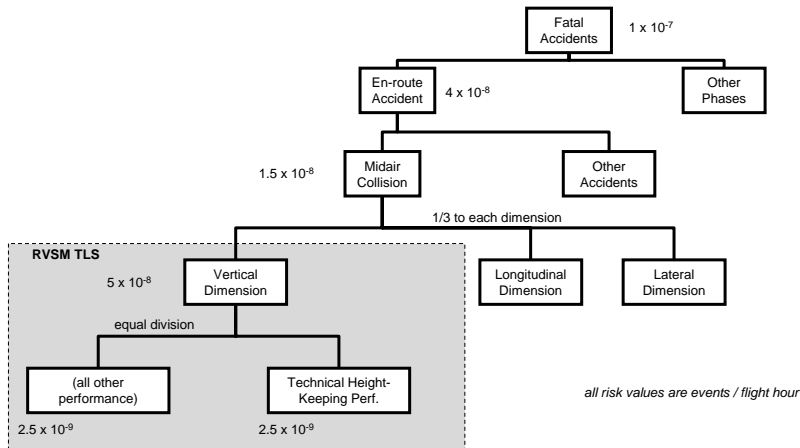 Fatal
Accidents
1 x 10-7
En-route
Accident
4 x 10-8
Other
Phases
Midair
Collision
1.5 x 10-8
Other
Accidents
1/3 to each dimension
RVSM TLS
Vertical
Dimension
5 x 10-8
Longitudinal
Dimension
Lateral
Dimension
equal division
(all other
performance)
Technical Height-
Keeping Perf.
all risk values are events / flight hour
2.5 x 10-9
2.5 x 10-9